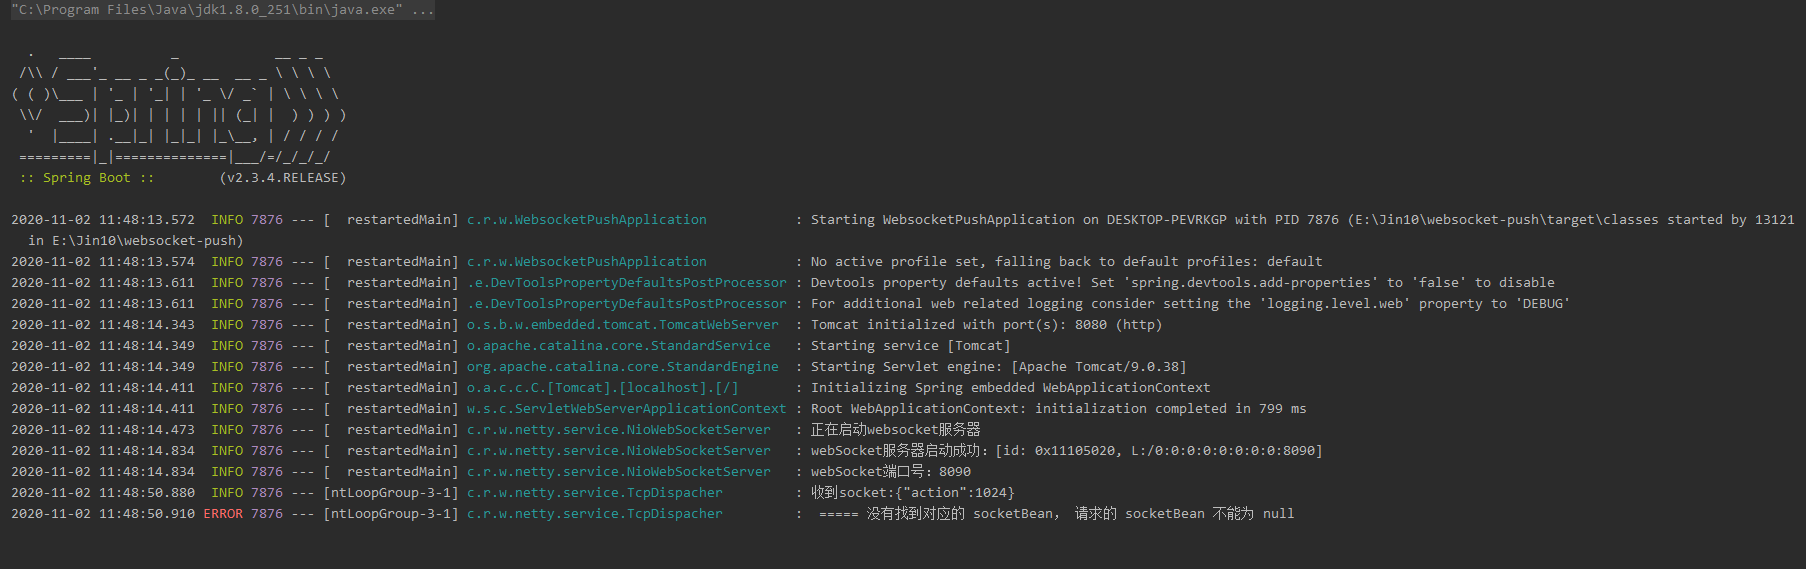 "C:\Program Files\Java\jdk1.8.0_251\bin\java.exe" ...
  .   ____          _            __ _ _
 /\\ / ___'_ __ _ _(_)_ __  __ _ \ \ \ \
( ( )\___ | '_ | '_| | '_ \/ _` | \ \ \ \
 \\/  ___)| |_)| | | | | || (_| |  ) ) ) )
  '  |____| .__|_| |_|_| |_\__, | / / / /
 =========|_|==============|___/=/_/_/_/
 :: Spring Boot ::        (v2.3.4.RELEASE)
2020-11-02 11:48:13.572  INFO 7876 --- [  restartedMain] c.r.w.WebsocketPushApplication           : Starting WebsocketPushApplication on DESKTOP-PEVRKGP with PID 7876 (E:\Jin10\websocket-push\target\classes started by 13121
in E:\Jin10\websocket-push)
2020-11-02 11:48:13.574  INFO 7876 --- [  restartedMain] c.r.w.WebsocketPushApplication           : No active profile set, falling back to default profiles: default
2020-11-02 11:48:13.611  INFO 7876 --- [  restartedMain] .e.DevToolsPropertyDefaultsPostProcessor : Devtools property defaults active! Set 'spring.devtools.add-properties' to 'false' to disable
2020-11-02 11:48:13.611  INFO 7876 --- [  restartedMain] .e.DevToolsPropertyDefaultsPostProcessor : For additional web related logging consider setting the 'logging.level.web' property to 'DEBUG'
2020-11-02 11:48:14.343  INFO 7876 --- [  restartedMain] o.s.b.w.embedded.tomcat.TomcatWebServer  : Tomcat initialized with port(s): 8080 (http)
2020-11-02 11:48:14.349  INFO 7876 --- [  restartedMain] o.apache.catalina.core.StandardService   : Starting service [Tomcat]
2020-11-02 11:48:14.349  INFO 7876 --- [  restartedMain] org.apache.catalina.core.StandardEngine  : Starting Servlet engine: [Apache Tomcat/9.0.38]
2020-11-02 11:48:14.411  INFO 7876 --- [  restartedMain] o.a.c.c.C.[Tomcat].[localhost].[/]       : Initializing Spring embedded WebApplicationContext
2020-11-02 11:48:14.411  INFO 7876 --- [  restartedMain] w.s.c.ServletWebServerApplicationContext : Root WebApplicationContext: initialization completed in 799 ms
2020-11-02 11:48:14.473  INFO 7876 --- [  restartedMain] c.r.w.netty.service.NioWebSocketServer   : 正在启动websocket服务器
2020-11-02 11:48:14.834  INFO 7876 --- [  restartedMain] c.r.w.netty.service.NioWebSocketServer   : webSocket服务器启动成功：[id: 0x11105020, L:/0:0:0:0:0:0:0:0:8090]
2020-11-02 11:48:14.834  INFO 7876 --- [  restartedMain] c.r.w.netty.service.NioWebSocketServer   : webSocket端口号：8090
2020-11-02 11:48:50.880  INFO 7876 --- [ntLoopGroup-3-1] c.r.w.netty.service.TcpDispacher         : 收到socket:{"action":1024}
2020-11-02 11:48:50.910 ERROR 7876 --- [ntLoopGroup-3-1] c.r.w.netty.service.TcpDispacher         :  ===== 没有找到对应的 socketBean， 请求的 socketBean 不能为 null